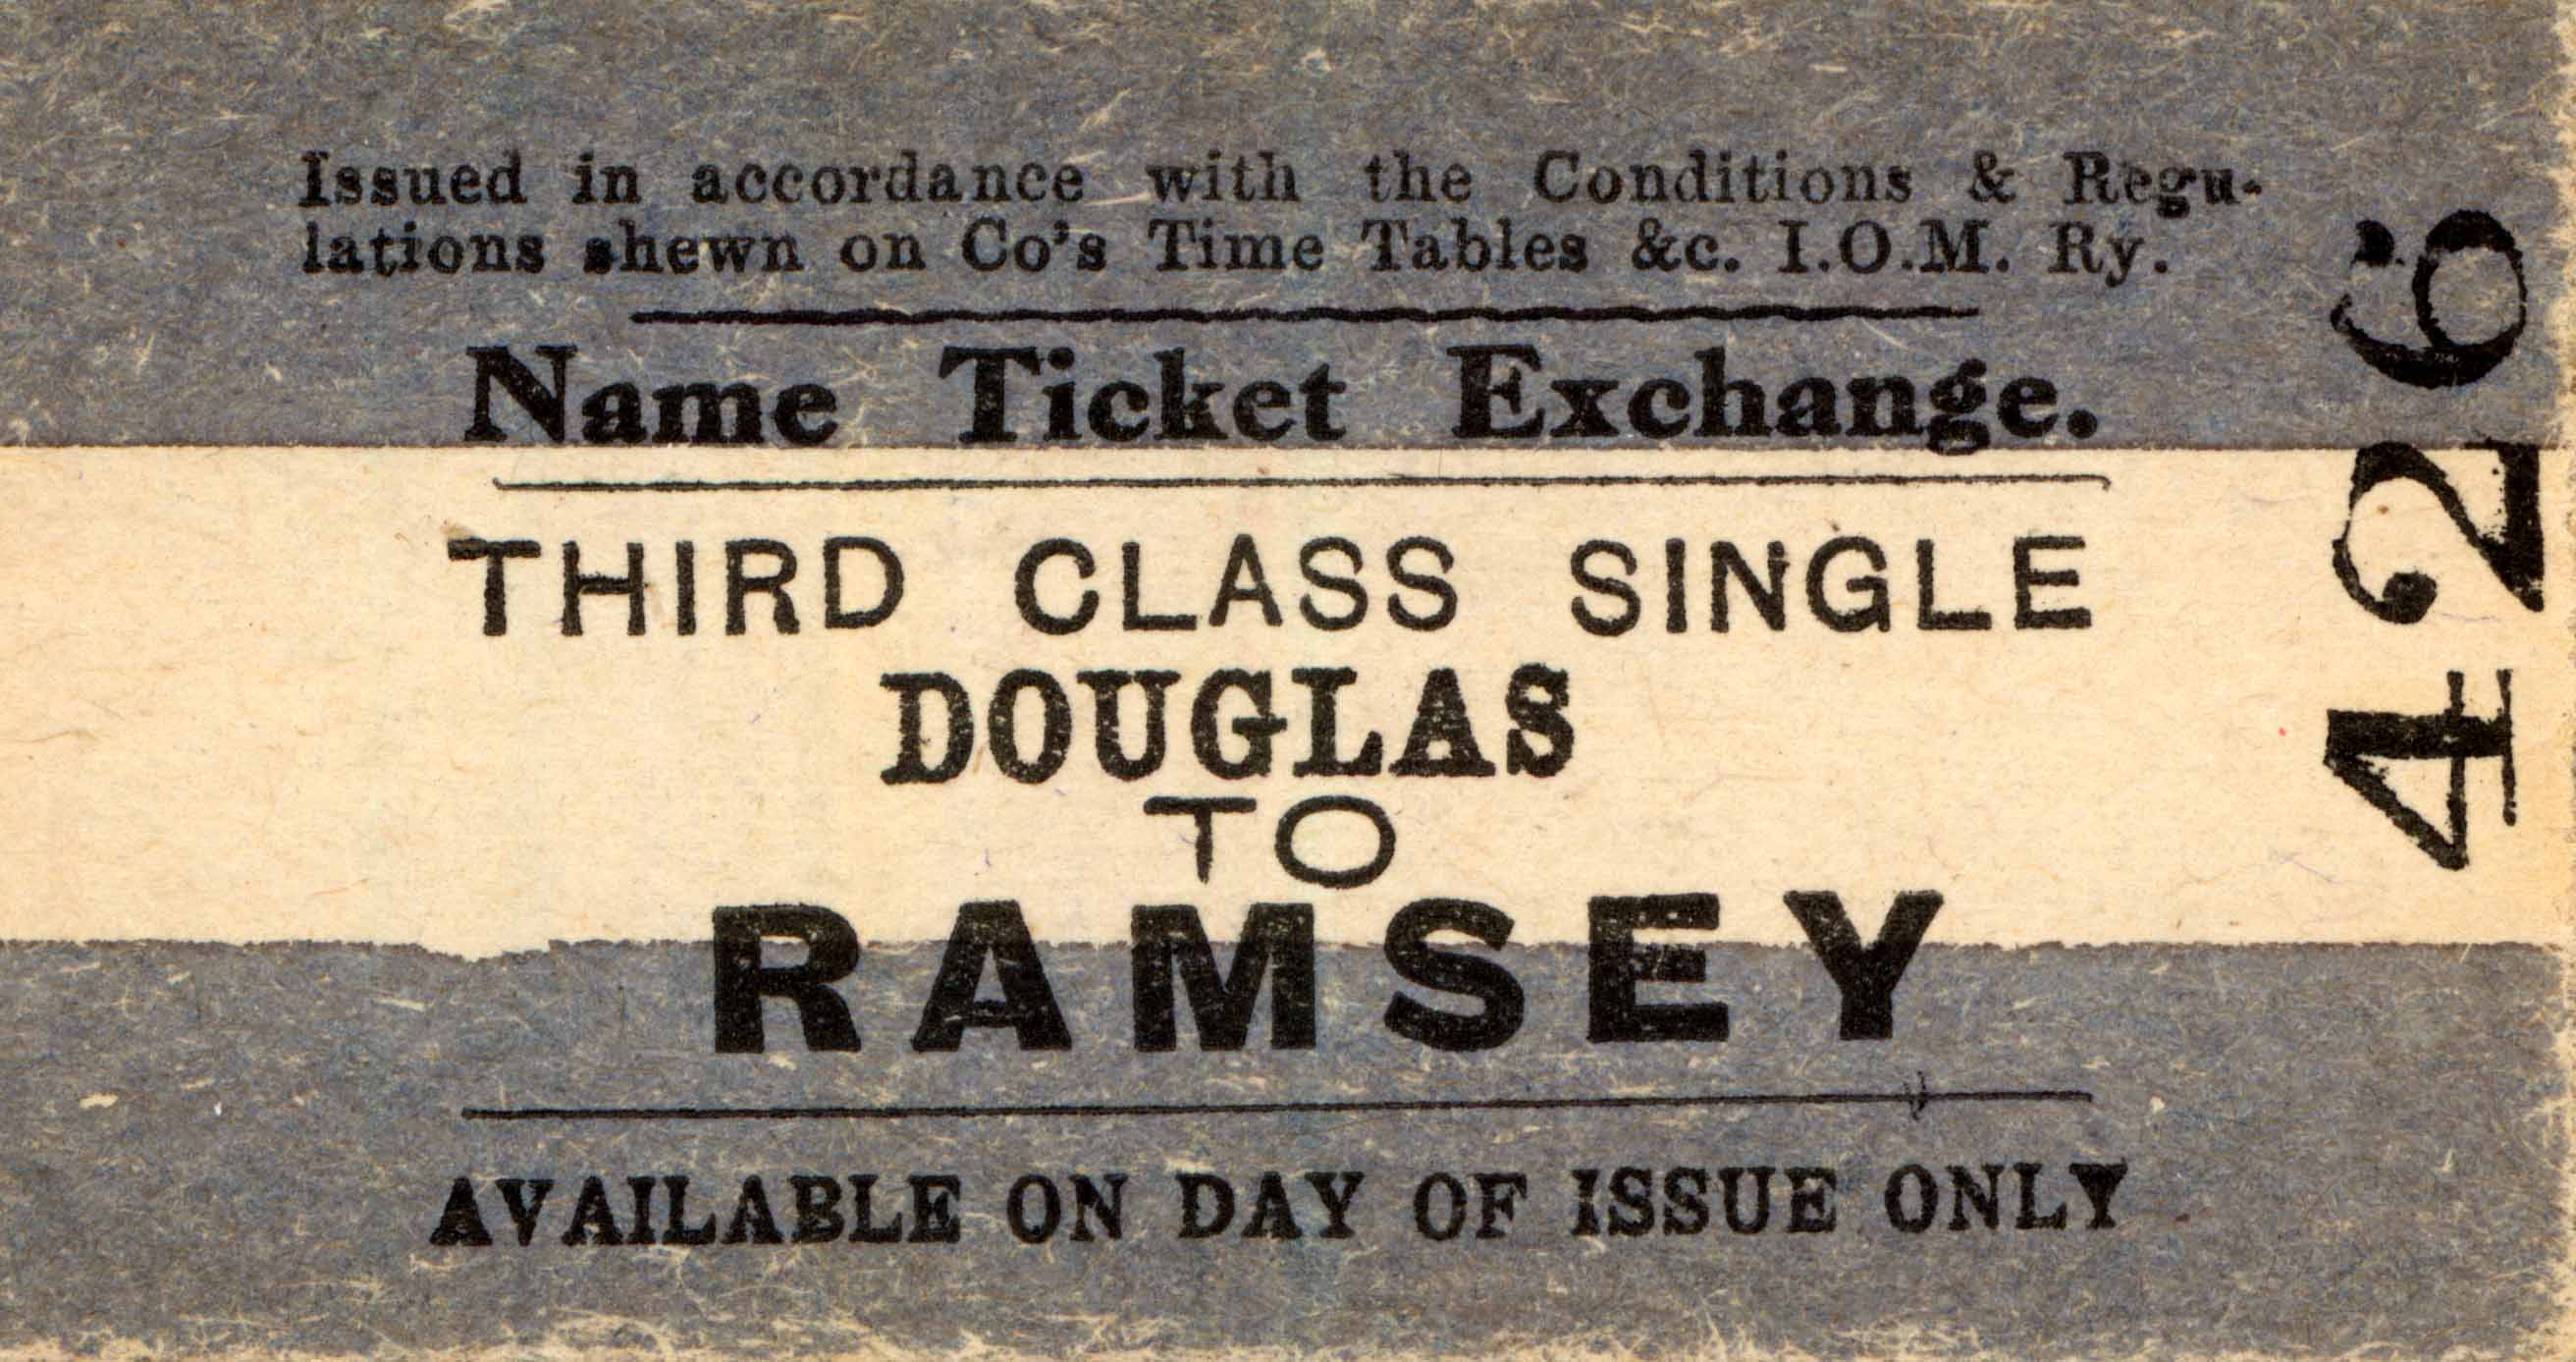 Issued in accordance with the Conditions & Regu-
lations shewn on Co's Time Tables &c. I.O.M. Ry.
Name Ticket Exchange.
THIRD CLASS SINGLE
DOUGLAS
TO
RAMSEY
AVAILABLE ON DAY OF ISSUE ONLY
426